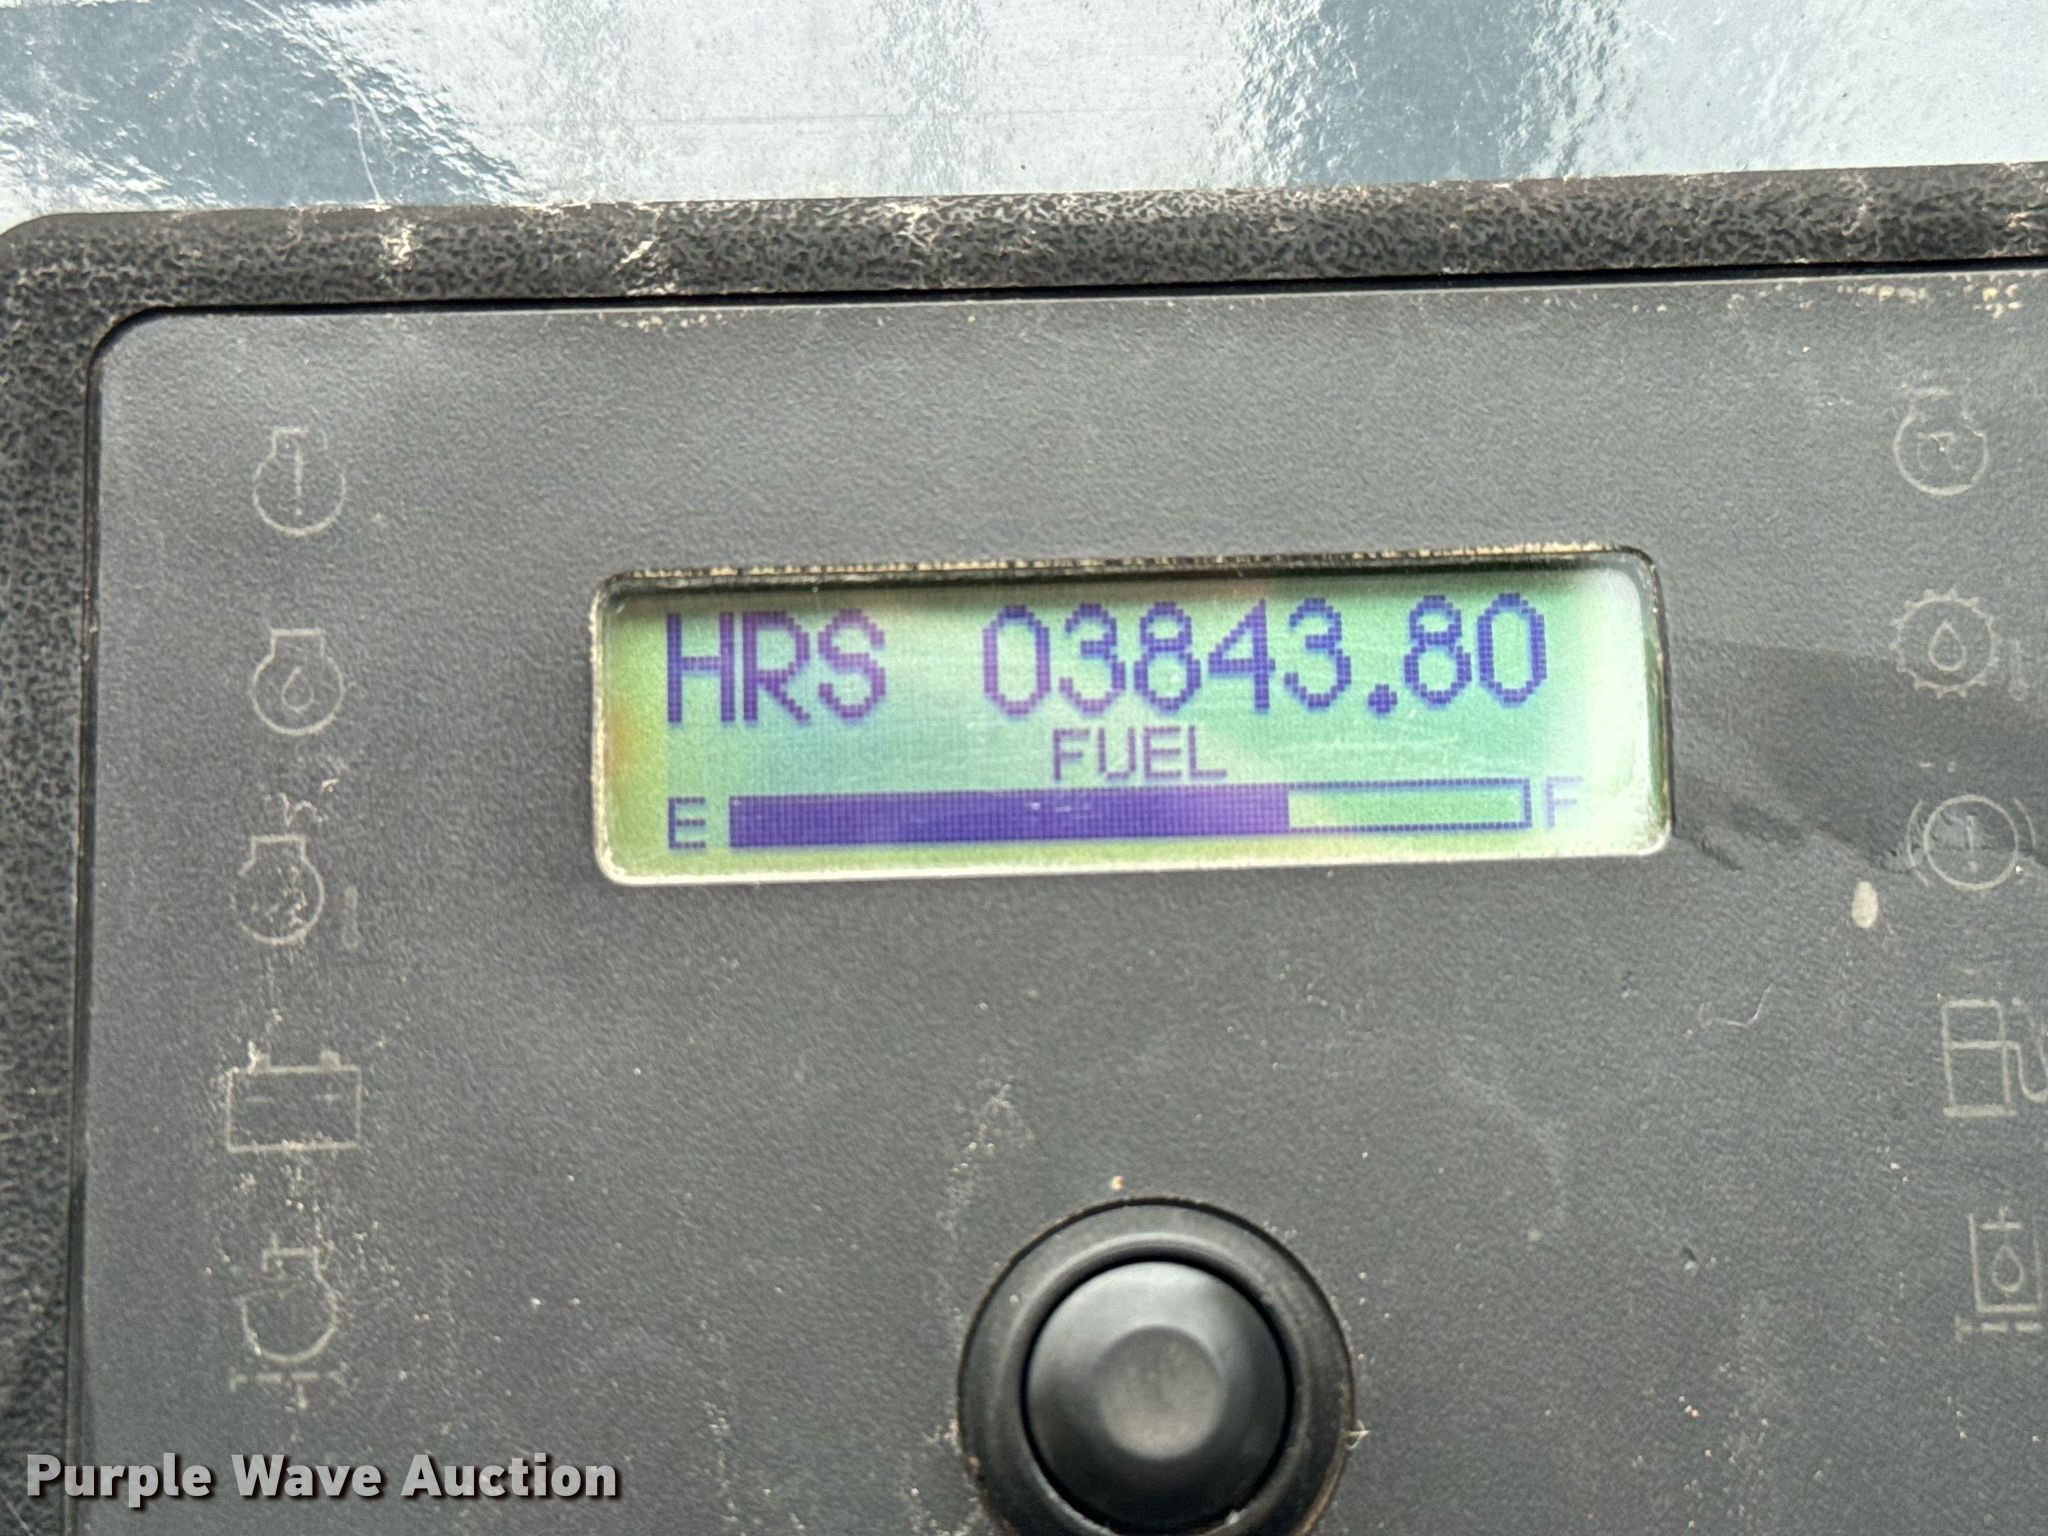 HRS 03843.80
FUEL
E F
Purple Wave Auction